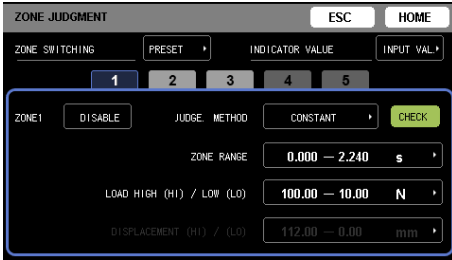 ZONE JUDGMENT ESC HOME
ZONE SWITCHING PRESET INDICATOR VALUE INPUT VAL.
1 2 3 4 5
ZONE1 DISABLE JUDGE. METHOD CONSTANT CHECK
ZONE RANGE 0.000 — 2.240 s
LOAD HIGH (HI) / LOW (LO) 100.00 — 10.00 N
DISPLACEMENT (HI) / (LO) 112.00 — 0.00 mm